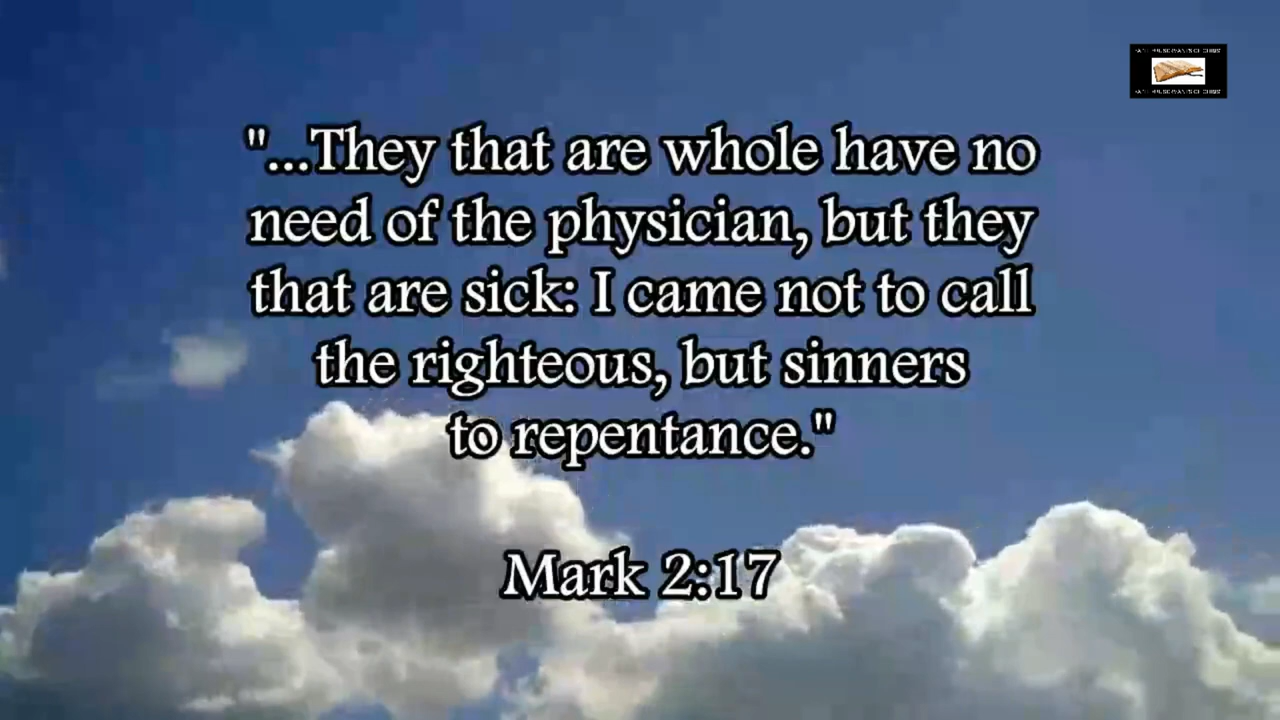 "...They that are whole have no
need of the physician, but they
that are sick: I came not to call
the righteous, but sinners
to repentance."
Mark 2:17